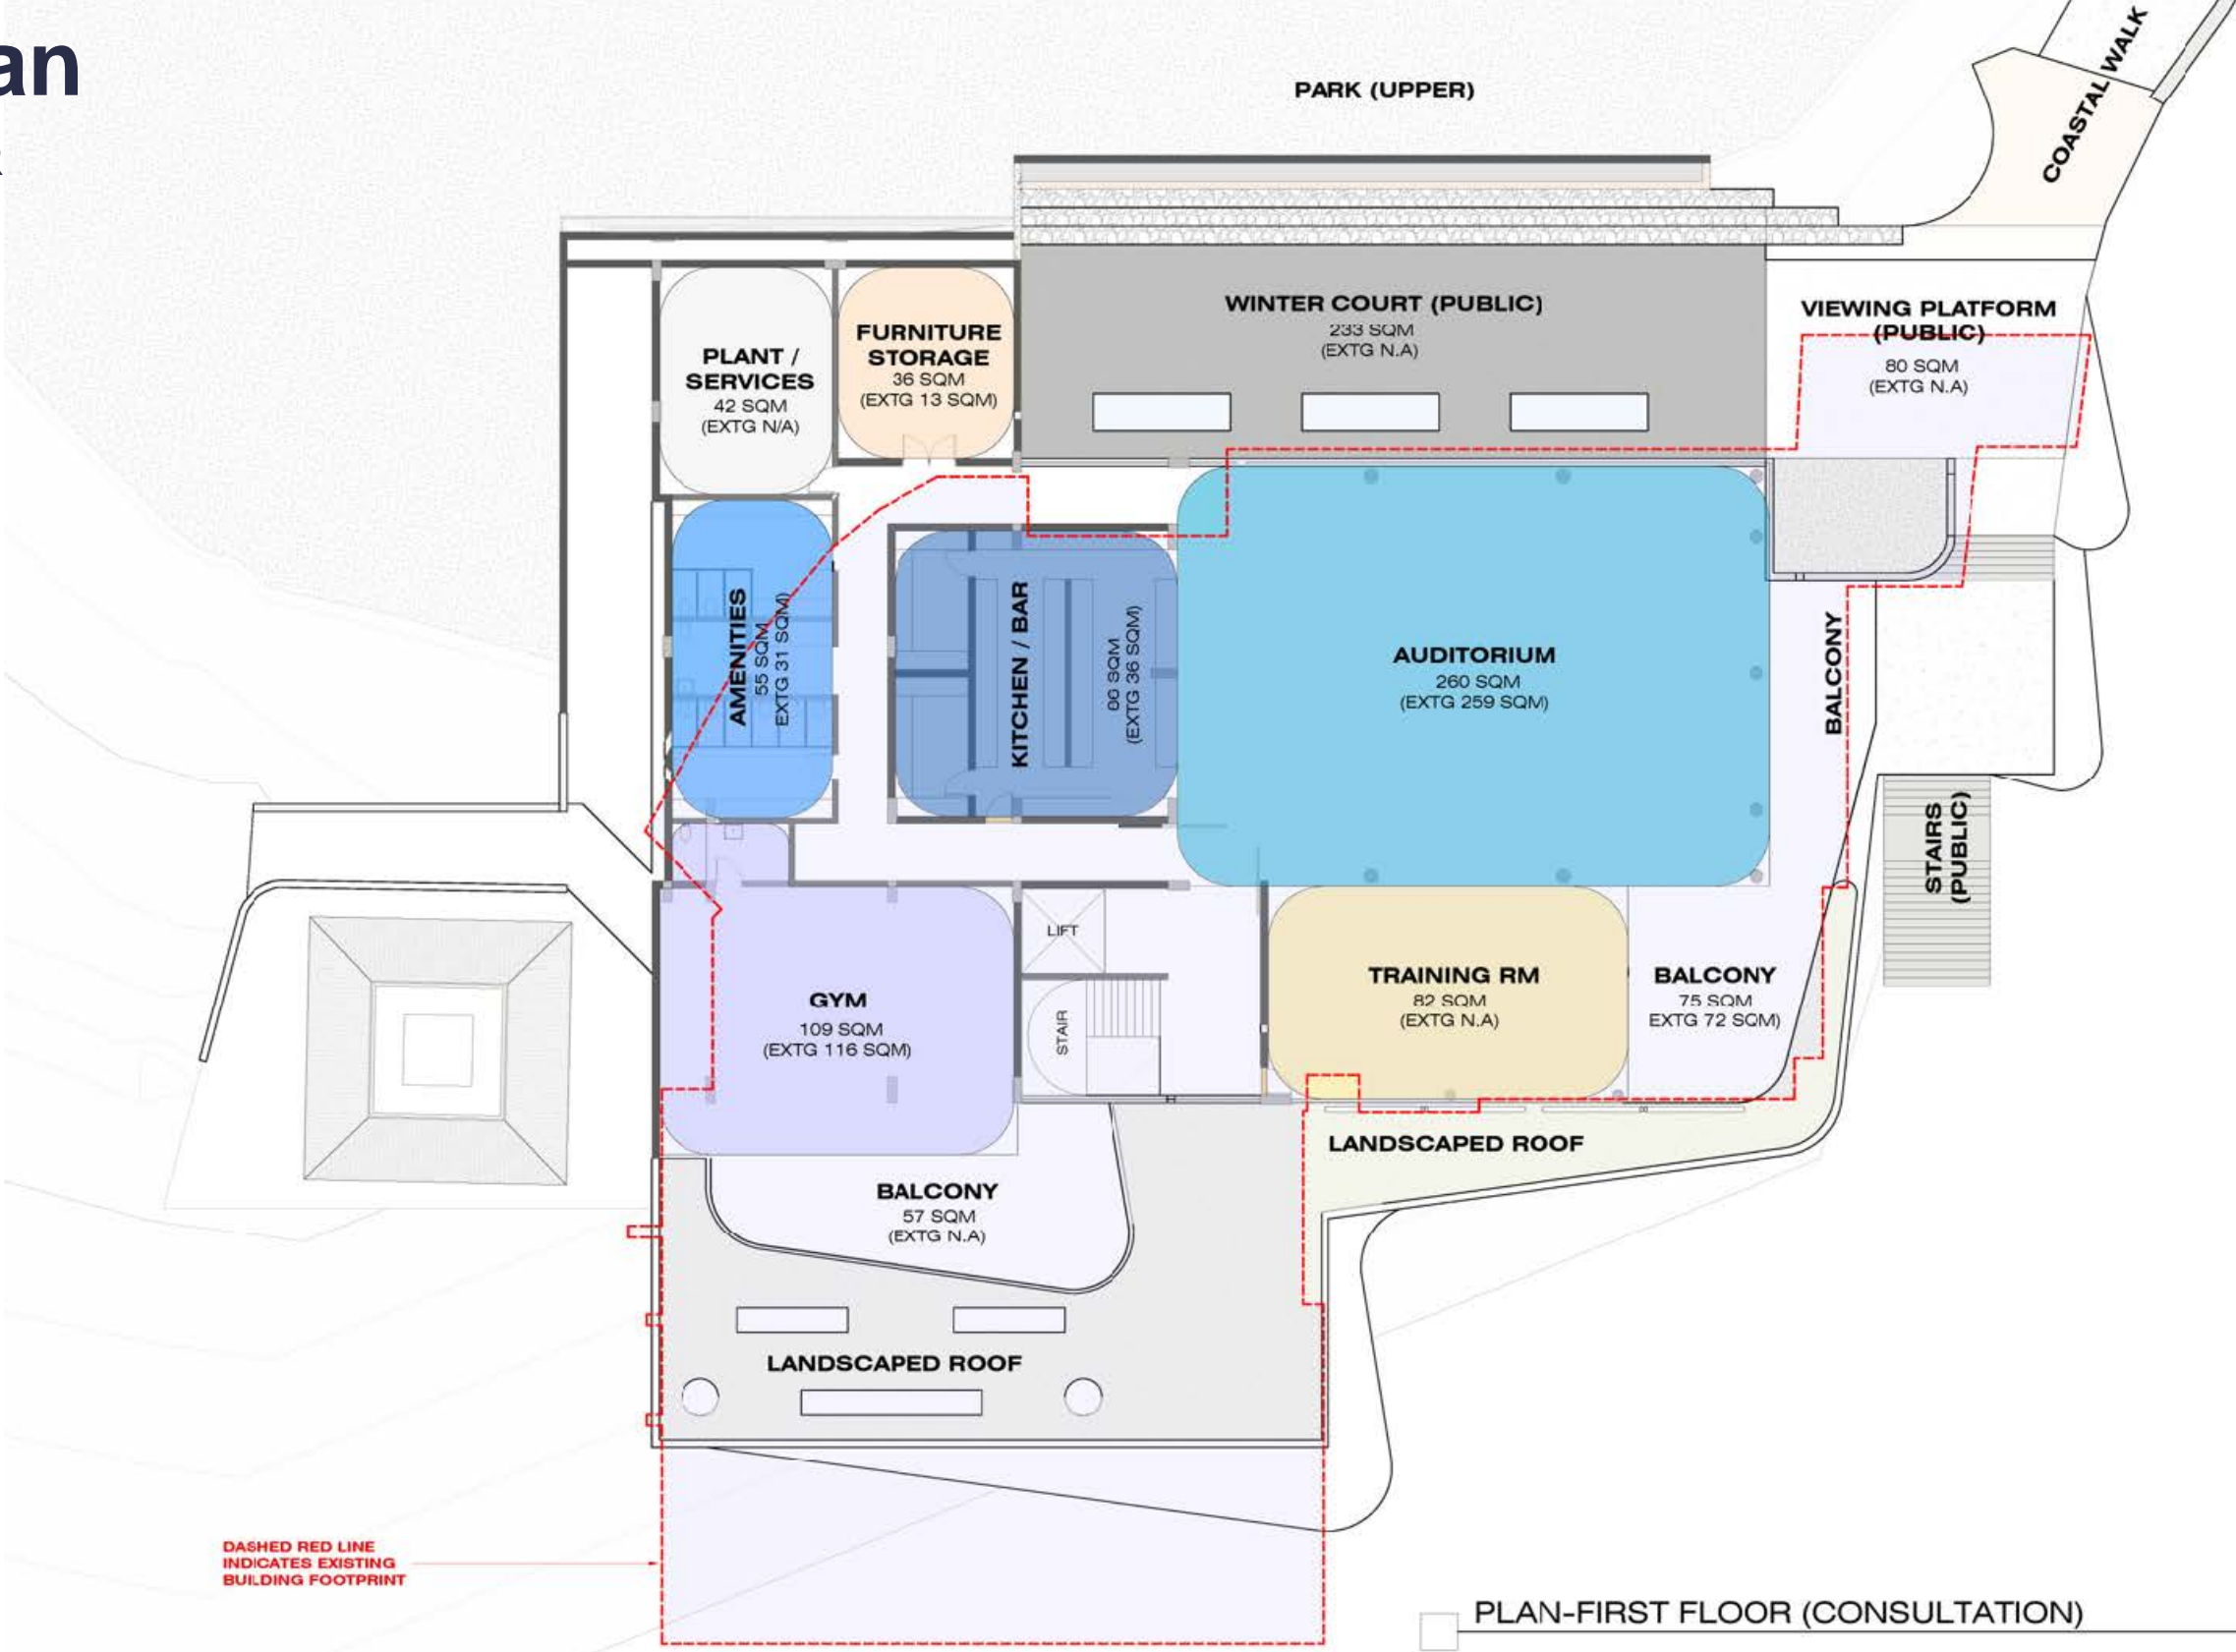 an
PARK (UPPER)
COASTAL WALK
WINTER COURT (PUBLIC)
233 SQM
(EXTG N.A)
VIEWING PLATFORM
(PUBLIC)
80 SQM
(EXTG N.A)
PLANT /
SERVICES
42 SQM
(EXTG N/A)
FURNITURE
STORAGE
36 SQM
(EXTG 13 SQM)
AMENITIES
55 SQM
EXTG 31 SQM)
KITCHEN / BAR
SQM
(EXTG 36 SQM)
AUDITORIUM
260 SQM
(EXTG 259 SQM)
BALCONY
STAIRS
(PUBLIC)
LIFT
STAIR
GYM
109 SQM
(EXTG 116 SQM)
TRAINING RM
82 SQM
(EXTG N.A)
BALCONY
75 SQM
EXTG 72 SQM)
LANDSCAPED ROOF
BALCONY
57 SQM
(EXTG N.A)
LANDSCAPED ROOF
DASHED RED LINE
INDICATES EXISTING
BUILDING FOOTPRINT
PLAN-FIRST FLOOR (CONSULTATION)